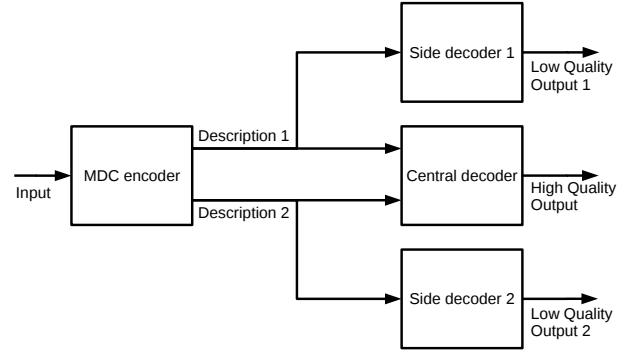 Side decoder 1
Low Quality
Output 1
Description 1
MDC encoder
Central decoder
Input
High Quality
Output
Description 2
Side decoder 2
Low Quality
Output 2